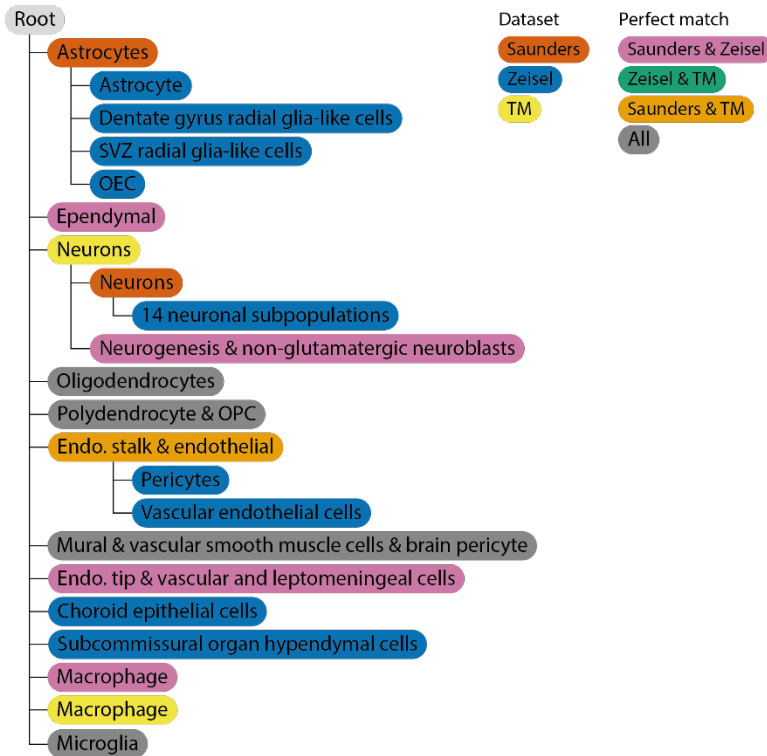 Root
Astrocytes
Astrocyte
Dentate gyrus radial glia-like cells
SVZ radial glia-like cells
OEC
Ependymal
Neurons
Neurons
14 neuronal subpopulations
Neurogenesis & non-glutamatergic neuroblasts
Oligodendrocytes
Polydendrocyte & OPC
Endo. stalk & endothelial
Pericytes
Vascular endothelial cells
Mural & vascular smooth muscle cells & brain pericyte
Endo. tip & vascular and leptomeningeal cells
Choroid epithelial cells
Subcommissural organ hypendymal cells
Macrophage
Macrophage
Microglia
Dataset
Saunders
Zeisel
TM
Perfect match
Saunders & Zeisel
Zeisel & TM
Saunders & TM
All